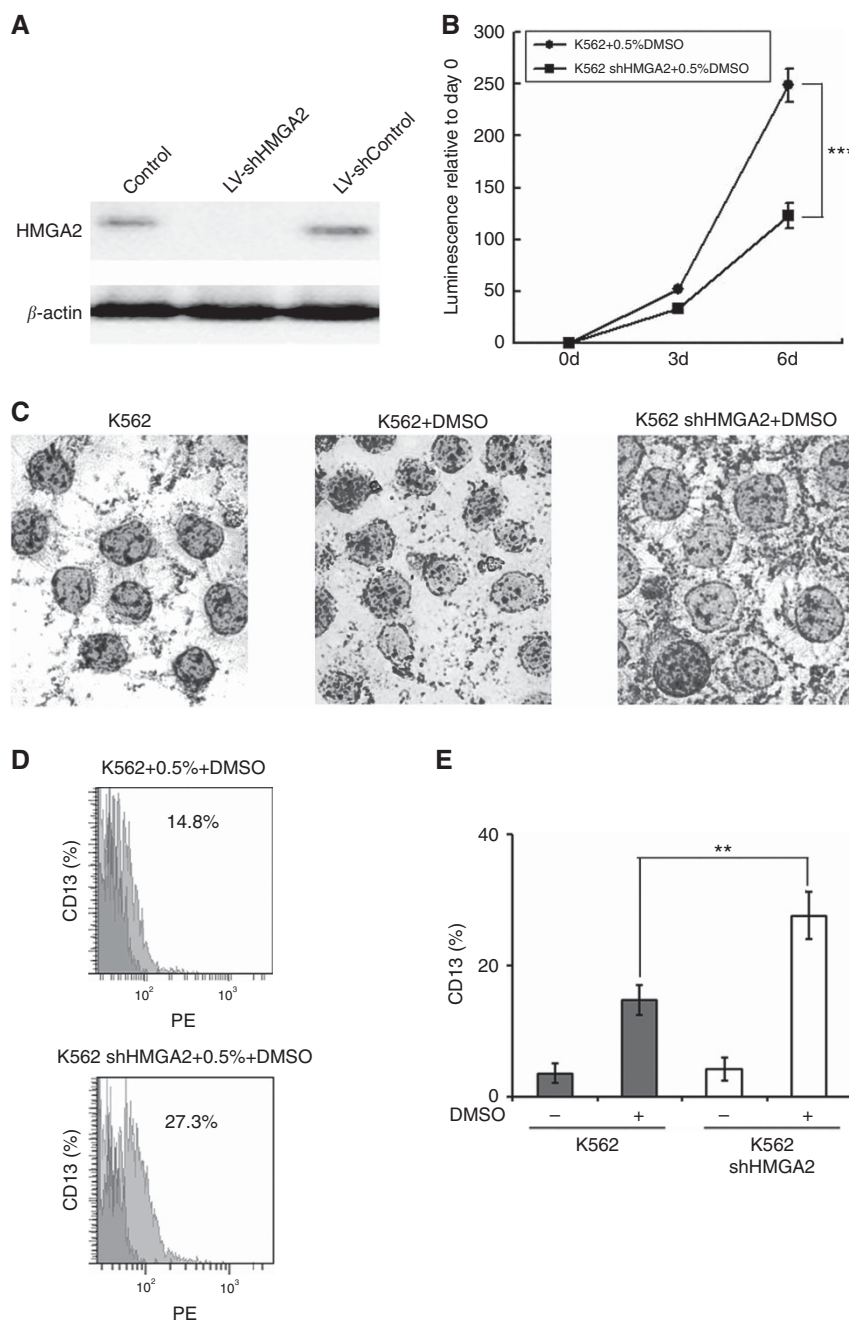 A
Control
LV-shHMGA2
LV-shControl
HMGA2
β-actin
B
K562+0.5%DMSO
K562 shHMGA2+0.5%DMSO
Luminescence relative to day 0
300
250
200
150
100
50
0
0d 3d 6d
***
C
K562
K562+DMSO
K562 shHMGA2+DMSO
D
K562+0.5%+DMSO
14.8%
CD13 (%)
10² 10³
PE
K562 shHMGA2+0.5%+DMSO
27.3%
CD13 (%)
10² 10³
PE
E
40
20
0
CD13 (%)
**
DMSO – + – +
K562 K562
shHMGA2